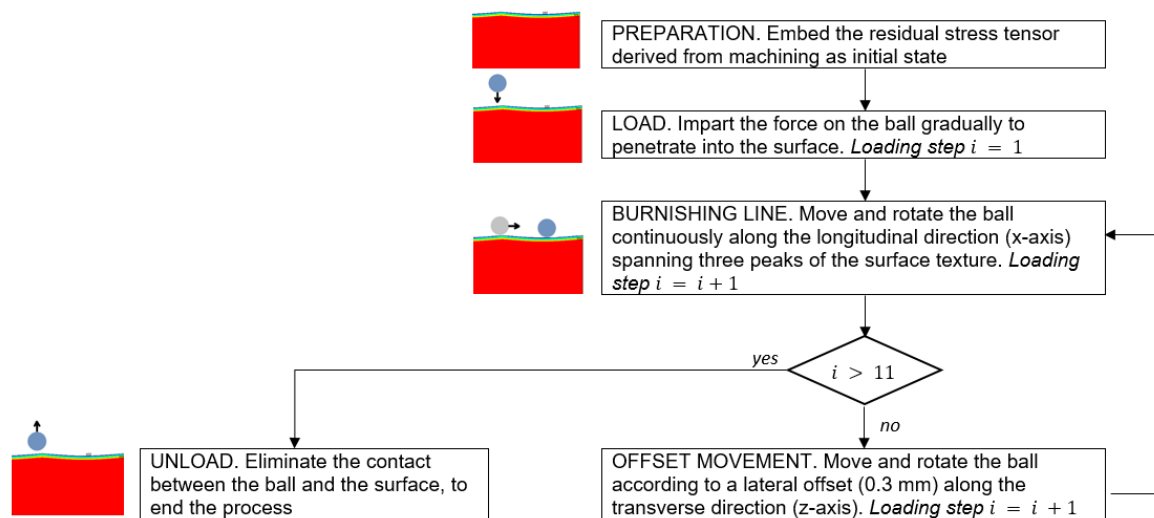 PREPARATION. Embed the residual stress tensor
derived from machining as initial state
LOAD. Impart the force on the ball gradually to
penetrate into the surface. Loading step i = 1
BURNISHING LINE. Move and rotate the ball
continuously along the longitudinal direction (x-axis)
spanning three peaks of the surface texture. Loading
step i = i + 1
yes
i > 11
no
UNLOAD. Eliminate the contact
between the ball and the surface, to
end the process
OFFSET MOVEMENT. Move and rotate the ball
according to a lateral offset (0.3 mm) along the
transverse direction (z-axis). Loading step i = i + 1